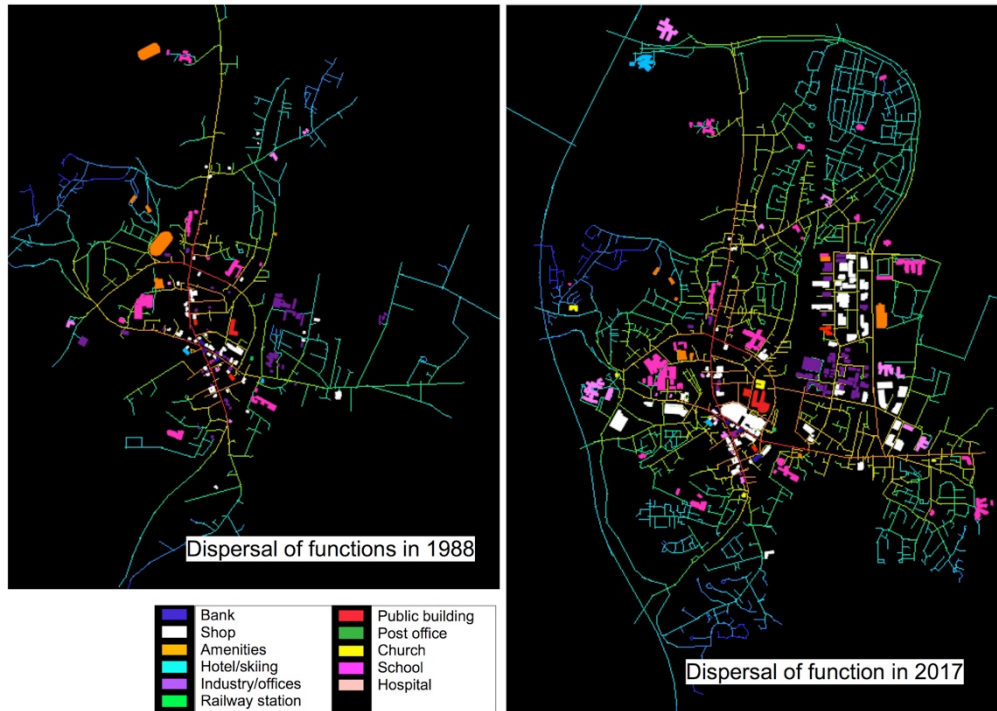 Dispersal of functions in 1988
Dispersal of function in 2017
Bank
Shop
Amenities
Hotel/skiing
Industry/offices
Railway station
Public building
Post office
Church
School
Hospital